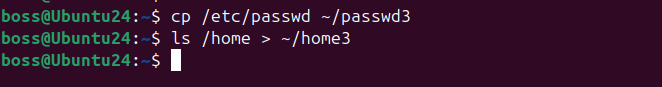 boss@Ubuntu24:~$ cp /etc/passwd ~/passwd3
boss@Ubuntu24:~$ ls /home > ~/home3
boss@Ubuntu24:~$